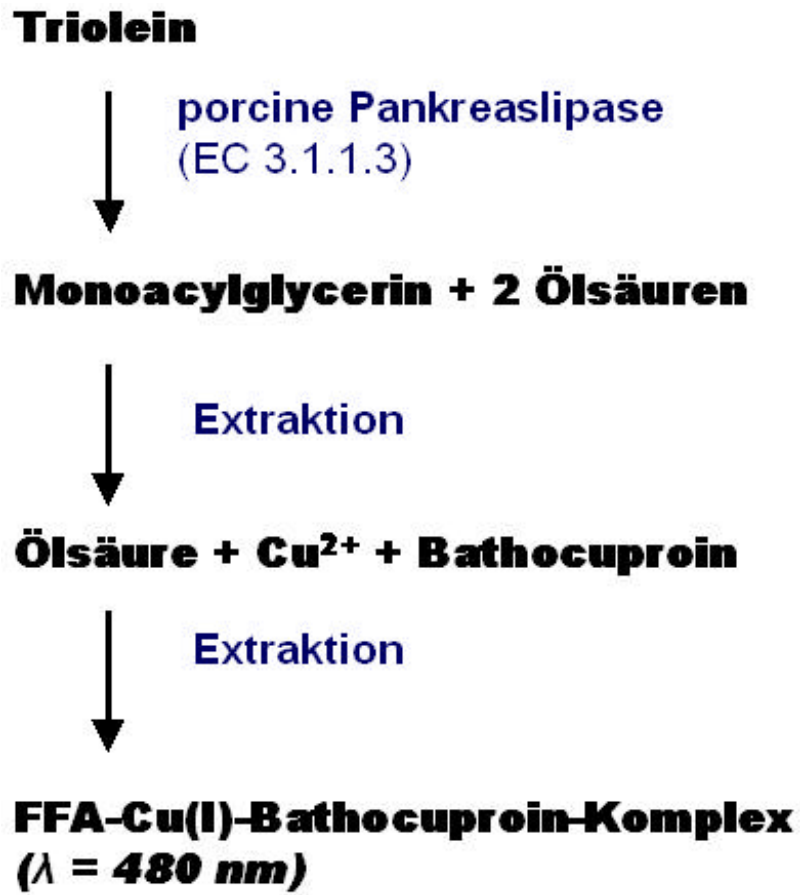 Triolein
porcine Pankreaslipase
(EC 3.1.1.3)
Monoacylglycerin + 2 Ölsäuren
Extraktion
Ölsäure + Cu²⁺ + Bathocuproin
Extraktion
FFA-Cu(I)-Bathocuproin-Komplex
(λ = 480 nm)